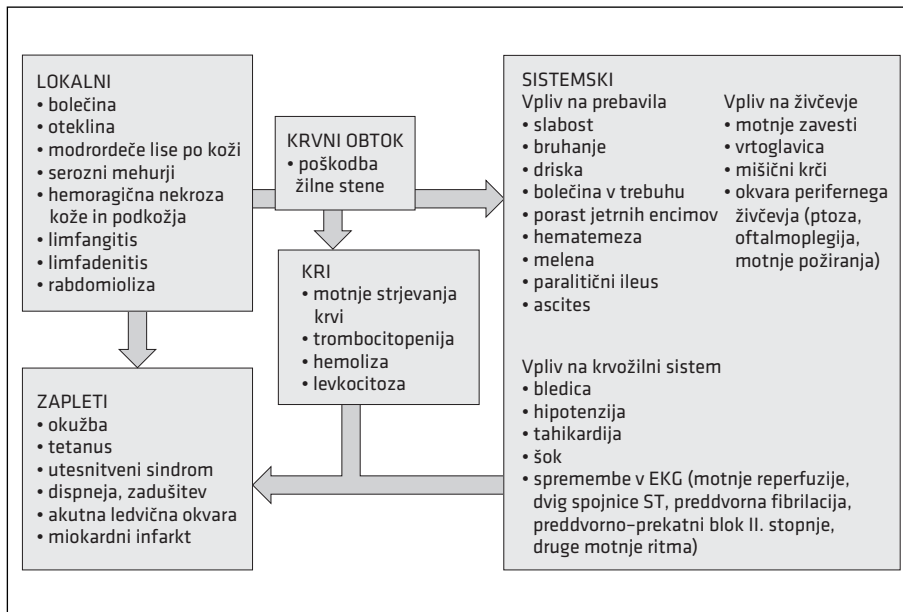 LOKALNI
• bolečina
• oteklina
• modrordeče lise po koži
• serozni mehurji
• hemoragična nekroza
kože in podkožja
• limfangitis
• limfadenitis
• rabdomioliza
KRVNI OBTOK
• poškodba
žilne stene
KRI
• motnje strjevanja
krvi
• trombocitopenija
• hemoliza
• levkocitoza
ZAPLETI
• okužba
• tetanus
• utesnitveni sindrom
• dispneja, zadušitev
• akutna ledvična okvara
• miokardni infarkt
SISTEMSKI
Vpliv na prebavila
• slabost
• bruhanje
• driska
• bolečina v trebuhu
• porast jetrnih encimov
• hematemeza
• melena
• paralitični ileus
• ascites
Vpliv na živčevje
• motnje zavesti
• vrtoglavica
• mišični krči
• okvara perifernega
živčevja (ptoza,
oftalmoplegija,
motnje požiranja)
Vpliv na krvožilni sistem
• bledica
• hipotenzija
• tahikardija
• šok
• spremembe v EKG (motnje reperfuzije,
dvig spojnice ST, preddvorna fibrilacija,
preddvorno–prekatni blok II. stopnje,
druge motnje ritma)